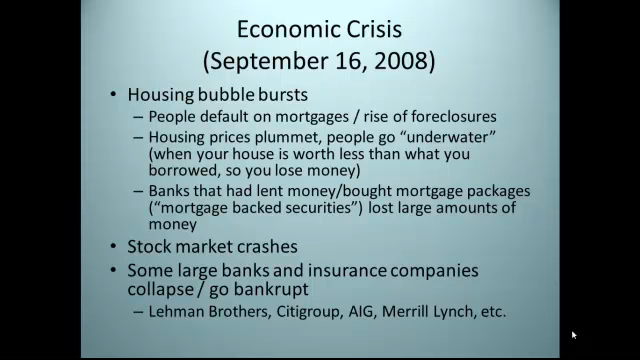 Economic Crisis
(September 16, 2008)
• Housing bubble bursts
– People default on mortgages / rise of foreclosures
– Housing prices plummet, people go “underwater”
(when your house is worth less than what you
borrowed, so you lose money)
– Banks that had lent money/bought mortgage packages
(“mortgage backed securities”) lost large amounts of
money
• Stock market crashes
• Some large banks and insurance companies
collapse / go bankrupt
– Lehman Brothers, Citigroup, AIG, Merrill Lynch, etc.